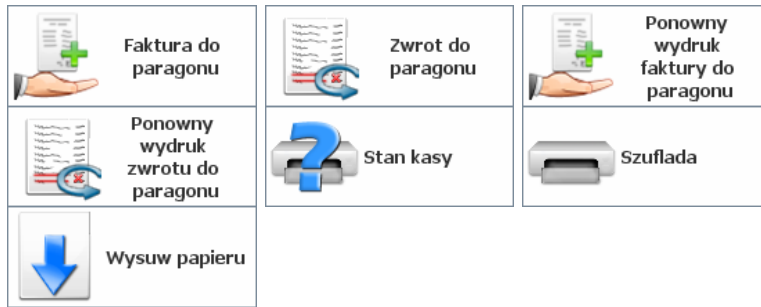 Faktura do
paragonu
Zwrot do
paragonu
Ponowny
wydruk
faktury do
paragonu
Ponowny
wydruk
zwrotu do
paragonu
Stan kasy
Szuflada
Wysuw papieru